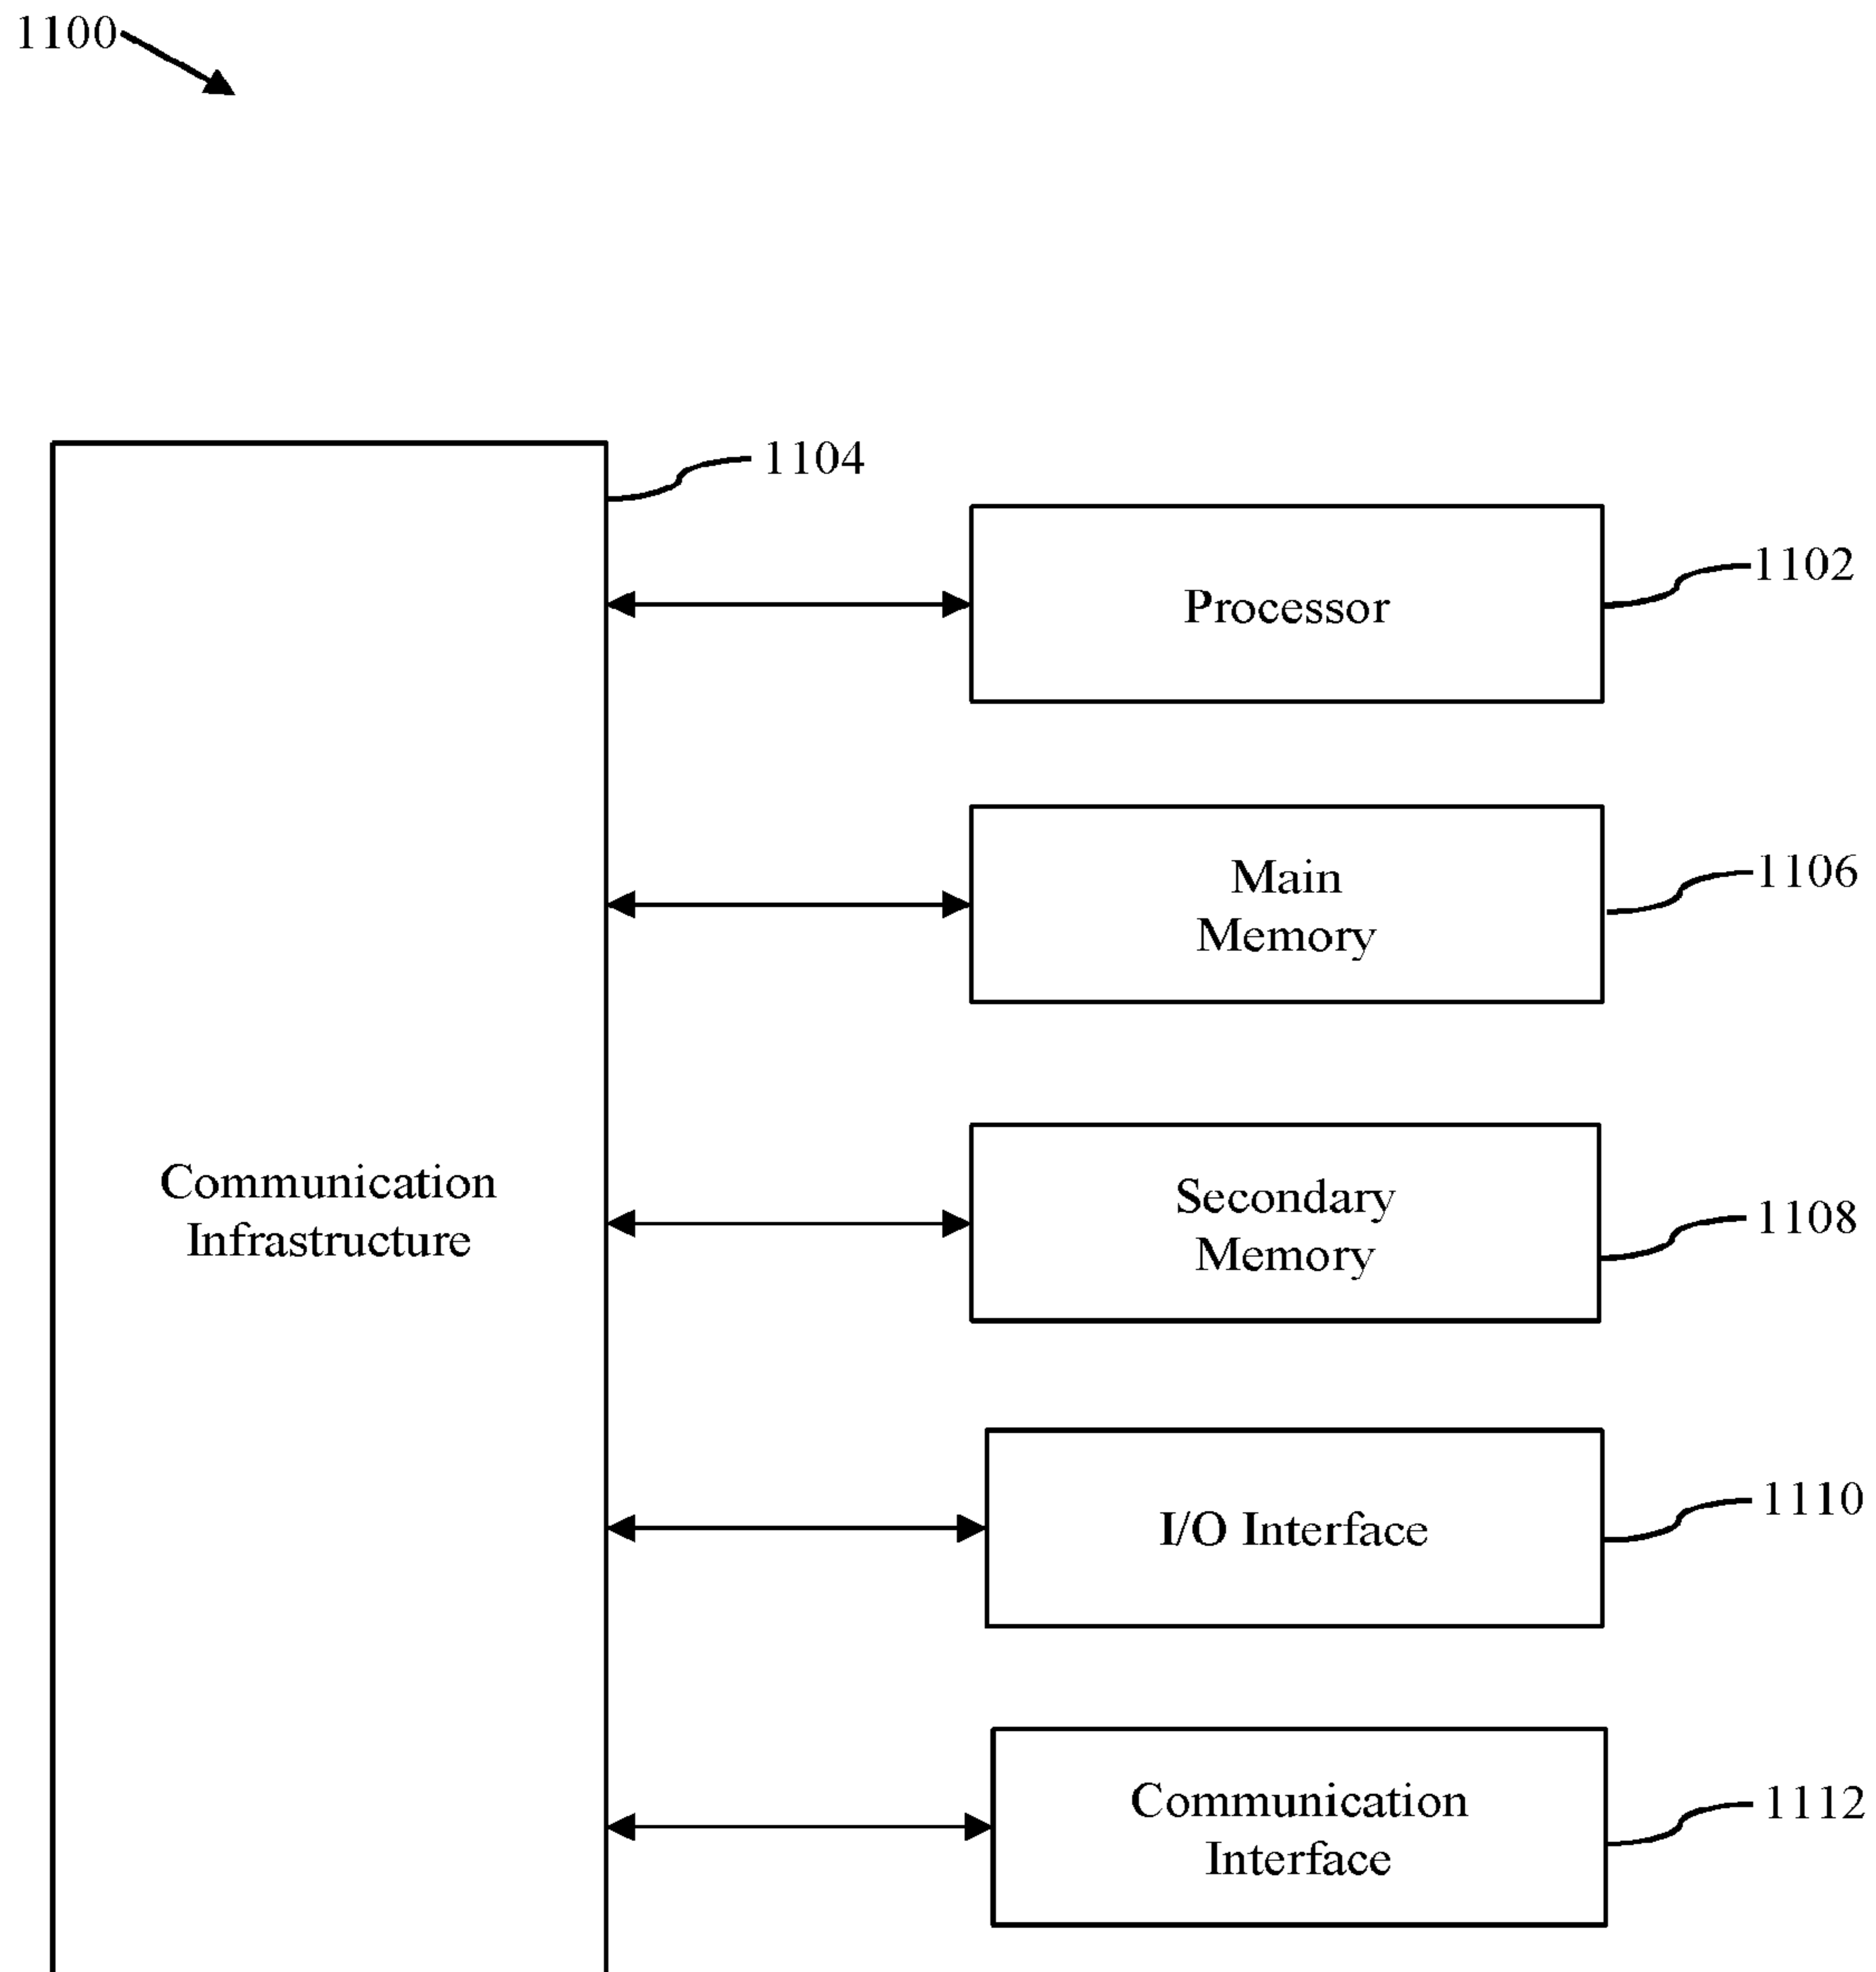 1100
1104
Processor
1102
Main
Memory
1106
Communication
Infrastructure
Secondary
Memory
1108
I/O Interface
1110
Communication
Interface
1112